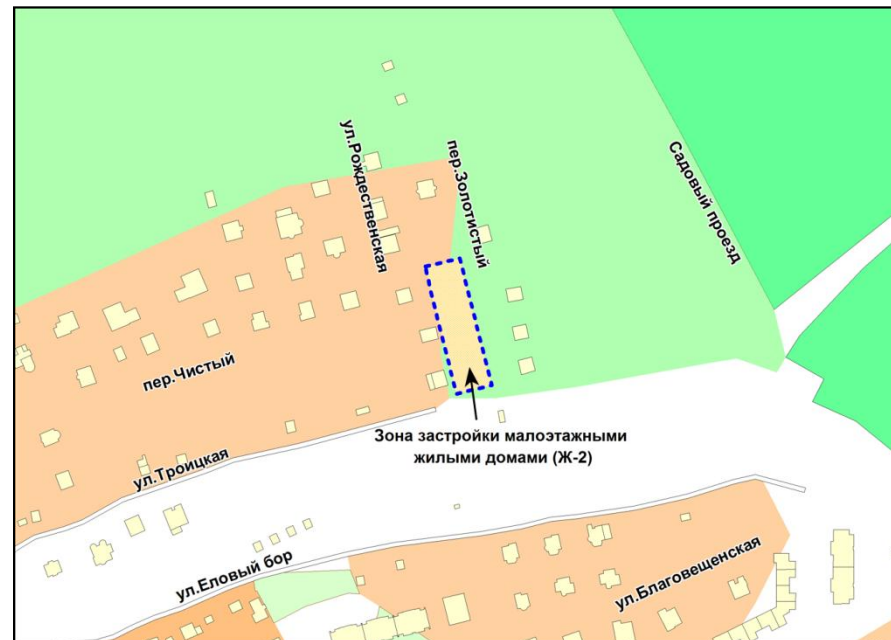 ул.Рождественская
пер.Золотистый
Садовый проезд
пер.Чистый
Зона застройки малоэтажными
жилыми домами (Ж-2)
ул.Троицкая
ул.Еловый бор
ул.Благовещенская